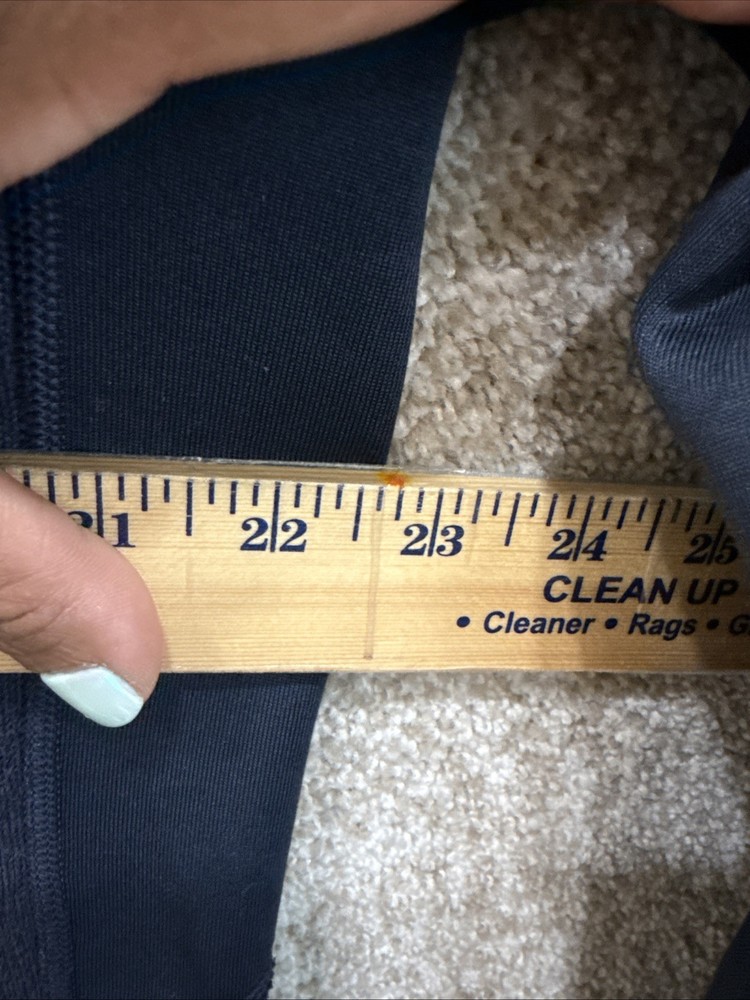 21 22 23 24 25
CLEAN UP
• Cleaner • Rags • G